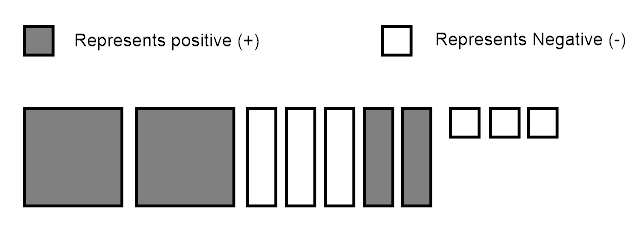 Represents positive (+)
Represents Negative (-)